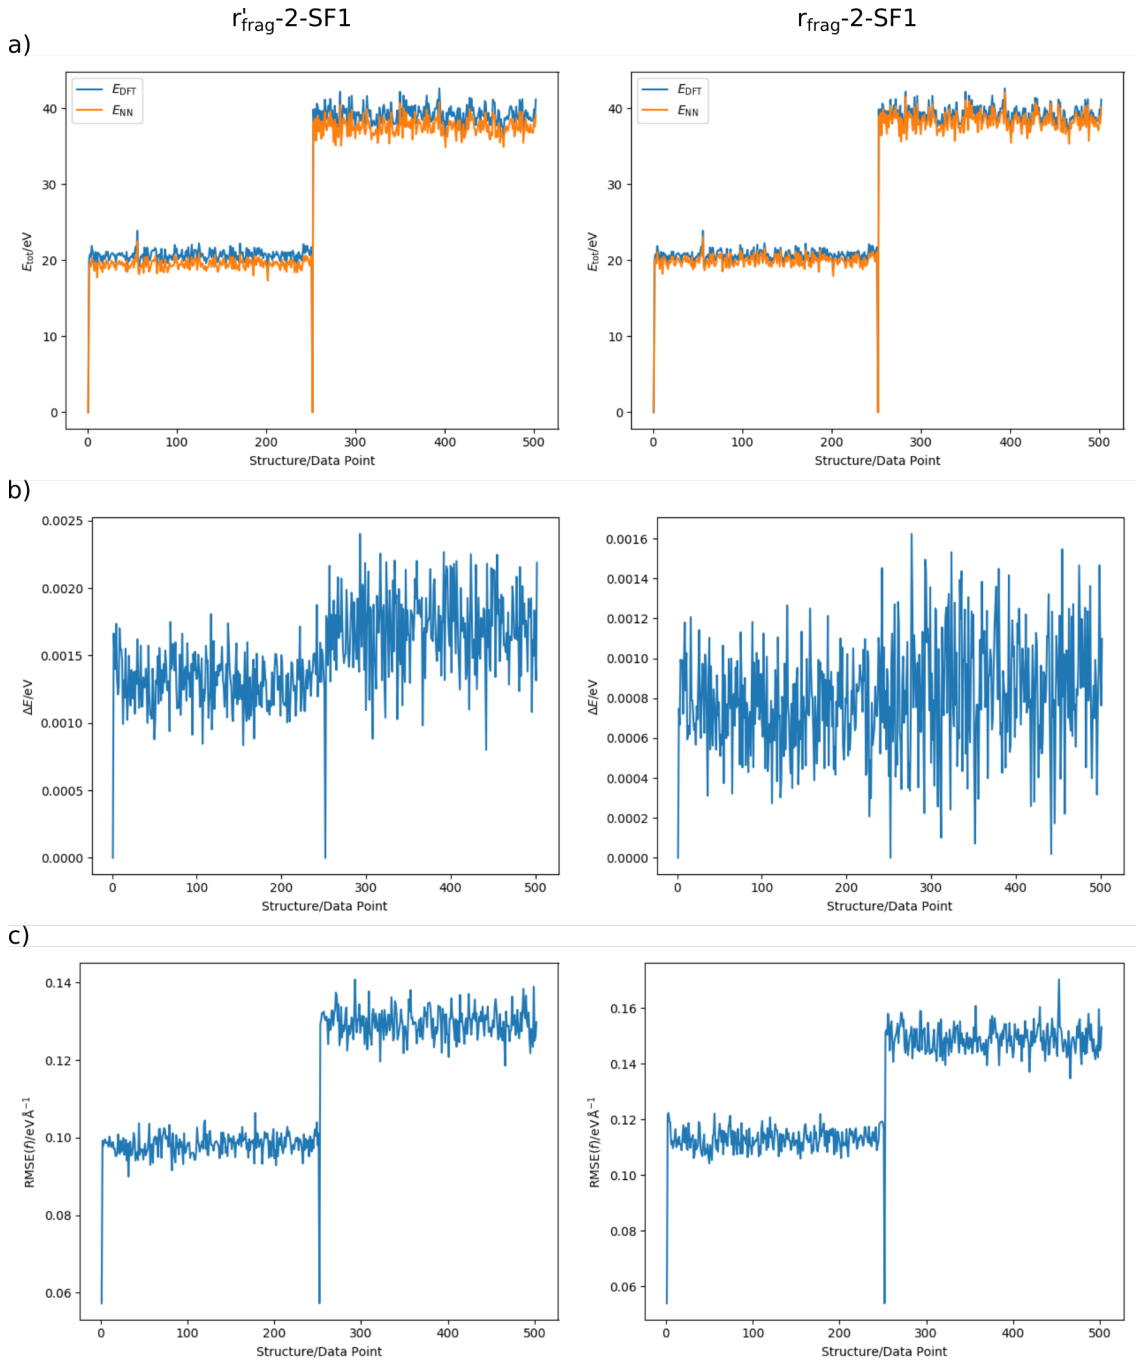 r'frag-2-SF1
rfrag-2-SF1
a)
EDFT
ENN
40
30
20
10
0
Etot/eV
0 100 200 300 400 500
Structure/Data Point
EDFT
ENN
40
30
20
10
0
Etot/eV
0 100 200 300 400 500
Structure/Data Point
b)
0.0025
0.0020
0.0015
0.0010
0.0005
0.0000
ΔE/eV
0 100 200 300 400 500
Structure/Data Point
0.0016
0.0014
0.0012
0.0010
0.0008
0.0006
0.0004
0.0002
0.0000
ΔE/eV
0 100 200 300 400 500
Structure/Data Point
c)
0.14
0.12
0.10
0.08
0.06
RMSE(f)/eVÅ⁻¹
0 100 200 300 400 500
Structure/Data Point
0.16
0.14
0.12
0.10
0.08
0.06
RMSE(f)/eVÅ⁻¹
0 100 200 300 400 500
Structure/Data Point